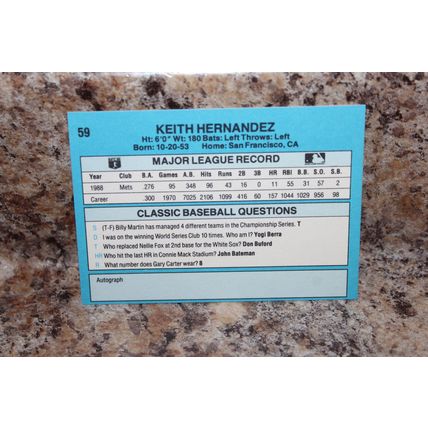 59
KEITH HERNANDEZ
Ht: 6'0" Wt: 180 Bats: Left Throws: Left
Born: 10-20-53 Home: San Francisco, CA
MAJOR LEAGUE RECORD
Year Club B.A. G A.B. Hits Runs 2B 3B HR RBI B.B. S.O. S.B.
1988 Mets .276 95 348 96 43 16 0 11 55 31 57 2
Career .300 1970 7025 2106 1099 416 60 157 1044 1029 956 98
CLASSIC BASEBALL QUESTIONS
S (T-F) Billy Martin has managed 4 different teams in the Championship Series. T
D I was on the winning World Series Club 10 times. Who am I? Yogi Berra
T Who replaced Nellie Fox at 2nd base for the White Sox? Don Buford
HR Who hit the last HR in Connie Mack Stadium? John Bateman
R What number does Gary Carter wear? 8
Autograph